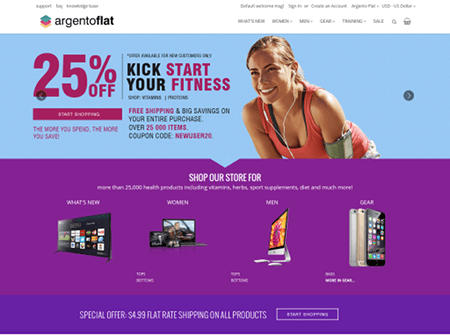 support faq knowledge base
Default welcome msg! Sign in or Create an Account Argento Flat USD - US Dollar
argentoflat
WHAT'S NEW WOMEN MEN GEAR TRAINING SALE
25% OFF
*OFFER AVAILABLE FOR NEW CUSTOMERS ONLY!
KICK START
YOUR FITNESS
SHOP: VITAMINS | PROTEINS
START SHOPPING
FREE SHIPPING & BIG SAVINGS ON
YOUR ENTIRE PURCHASE.
OVER 25 000 ITEMS.
COUPON CODE: NEWUSER20.
THE MORE YOU SPEND, THE MORE
YOU SAVE!
SHOP OUR STORE FOR
more than 25,000 health products including vitamins, herbs, sport supplements, diet and much more!
WHAT'S NEW WOMEN MEN GEAR
TOPS TOPS BAGS
BOTTOMS BOTTOMS MORE IN GEAR...
SPECIAL OFFER: $4.99 FLAT RATE SHIPPING ON ALL PRODUCTS
START SHOPPING